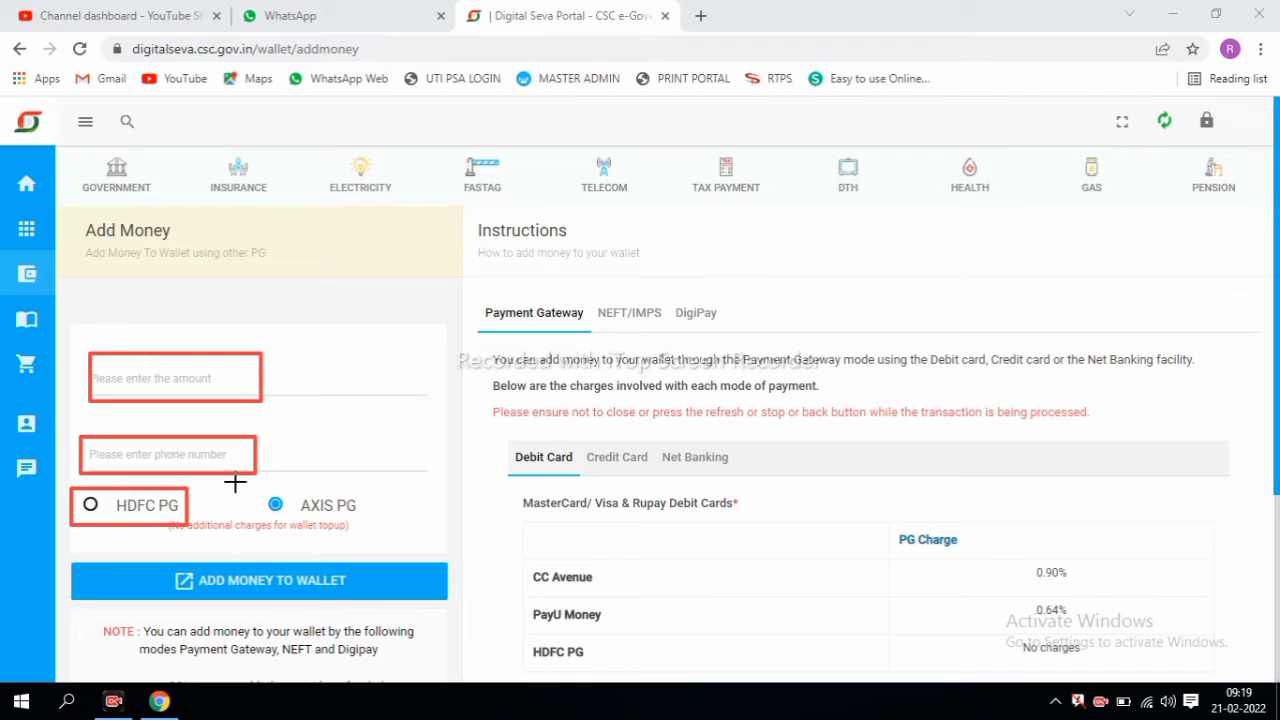 Channel dashboard - YouTube St
WhatsApp
| Digital Seva Portal - CSC e-Gov
digitalseva.csc.gov.in/wallet/addmoney
R
Apps
Gmail
YouTube
Maps
WhatsApp Web
UTI PSA LOGIN
MASTER ADMIN
PRINT PORTAL
RTPS
Easy to use Online...
Reading list
GOVERNMENT
INSURANCE
ELECTRICITY
FASTAG
TELECOM
TAX PAYMENT
DTH
HEALTH
GAS
PENSION
Add Money
Add Money To Wallet using other PG
Please enter the amount
Please enter phone number
HDFC PG
AXIS PG
(No additional charges for wallet topup)
ADD MONEY TO WALLET
NOTE : You can add money to your wallet by the following
modes Payment Gateway, NEFT and Digipay
Instructions
How to add money to your wallet
Payment Gateway
NEFT/IMPS
DigiPay
Recorded with iTop Screen Recorder
You can add money to your wallet through the Payment Gateway mode using the Debit card, Credit card or the Net Banking facility.
Below are the charges involved with each mode of payment.
Please ensure not to close or press the refresh or stop or back button while the transaction is being processed.
Debit Card
Credit Card
Net Banking
MasterCard/ Visa & Rupay Debit Cards*
PG Charge
CC Avenue
0.90%
PayU Money
0.64%
HDFC PG
No charges
Activate Windows
Go to Settings to activate Windows.
09:19
21-02-2022